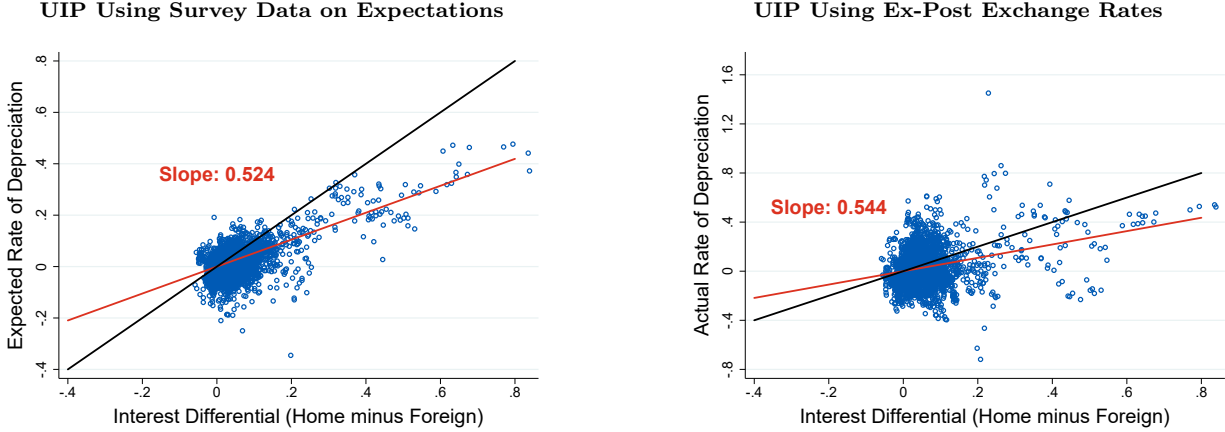 UIP Using Survey Data on Expectations
Expected Rate of Depreciation
.8
.6
.4
.2
0
-.2
-.4
Slope: 0.524
-.4 -.2 0 .2 .4 .6 .8
Interest Differential (Home minus Foreign)
UIP Using Ex-Post Exchange Rates
Actual Rate of Depreciation
1.6
1.2
.8
.4
0
-.4
-.8
Slope: 0.544
-.4 -.2 0 .2 .4 .6 .8
Interest Differential (Home minus Foreign)